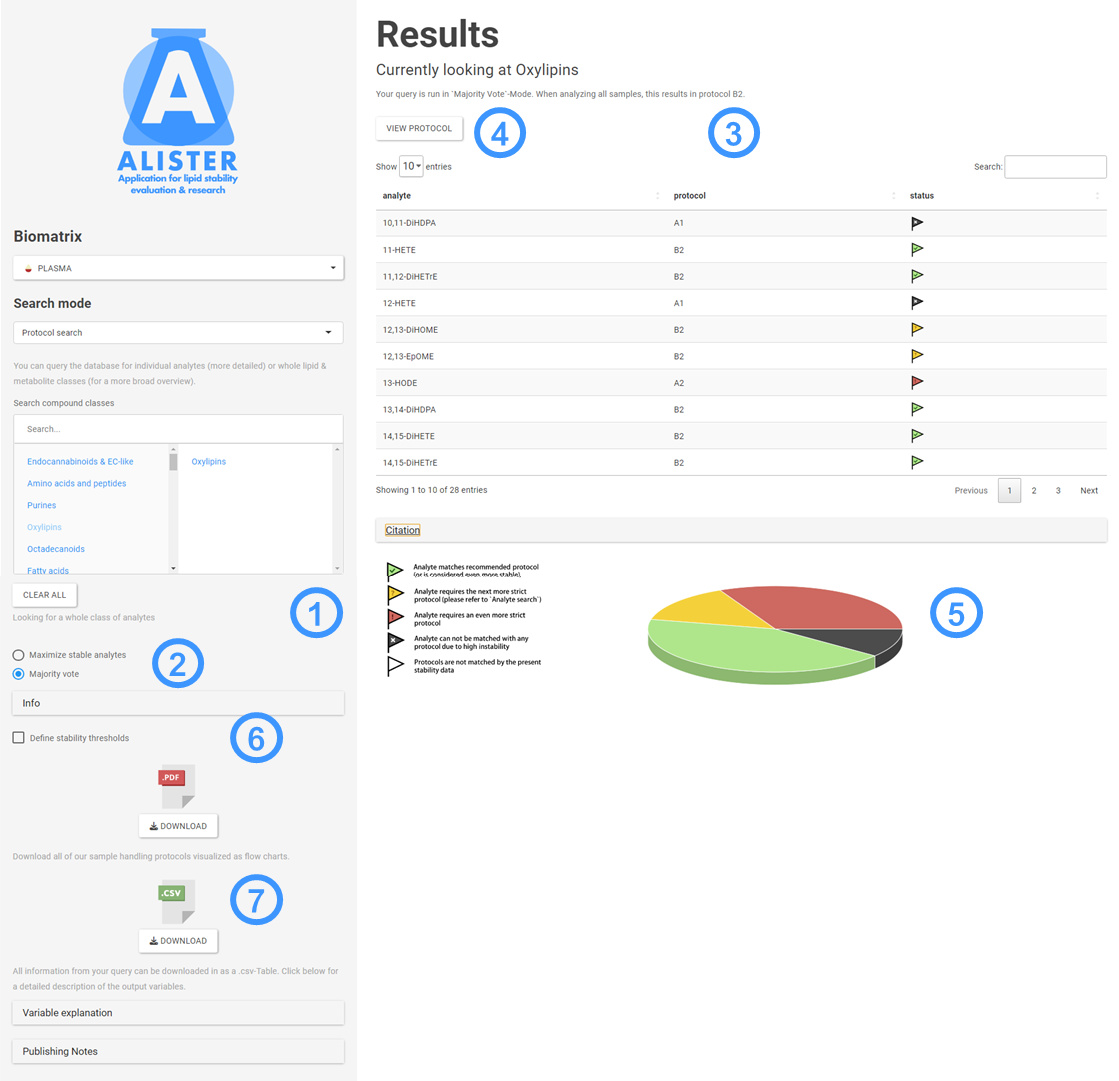 A
ALISTER
Application for lipid stability
evaluation & research
Biomatrix
PLASMA
Search mode
Protocol search
You can query the database for individual analytes (more detailed) or whole lipid &
metabolite classes (for a more broad overview).
Search compound classes
Search...
Endocannabinoids & EC-like
Oxylipins
Amino acids and peptides
Purines
Oxylipins
Octadecanoids
Fatty acids
CLEAR ALL
1
Looking for a whole class of analytes
Maximize stable analytes
2
Majority vote
Info
6
Define stability thresholds
.PDF
DOWNLOAD
Download all of our sample handling protocols visualized as flow charts.
.CSV
7
DOWNLOAD
All information from your query can be downloaded in as a .csv-Table. Click below for
a detailed description of the output variables.
Variable explanation
Publishing Notes
Results
Currently looking at Oxylipins
Your query is run in `Majority Vote`-Mode. When analyzing all samples, this results in protocol B2.
VIEW PROTOCOL
4
3
Show 10 entries
Search:
analyte protocol status
10,11-DiHDPA A1
11-HETE B2
11,12-DiHETrE B2
12-HETE A1
12,13-DiHOME B2
12,13-EpOME B2
13-HODE A2
13,14-DiHDPA B2
14,15-DiHETE B2
14,15-DiHETrE B2
Showing 1 to 10 of 28 entries
Previous 1 2 3 Next
Citation
Analyte matches recommended protocol
(or is considered even more stable).
Analyte requires the next more strict
protocol (please refer to `Analyte search`)
Analyte requires an even more strict
protocol
Analyte can not be matched with any
protocol due to high instability
Protocols are not matched by the present
stability data
5